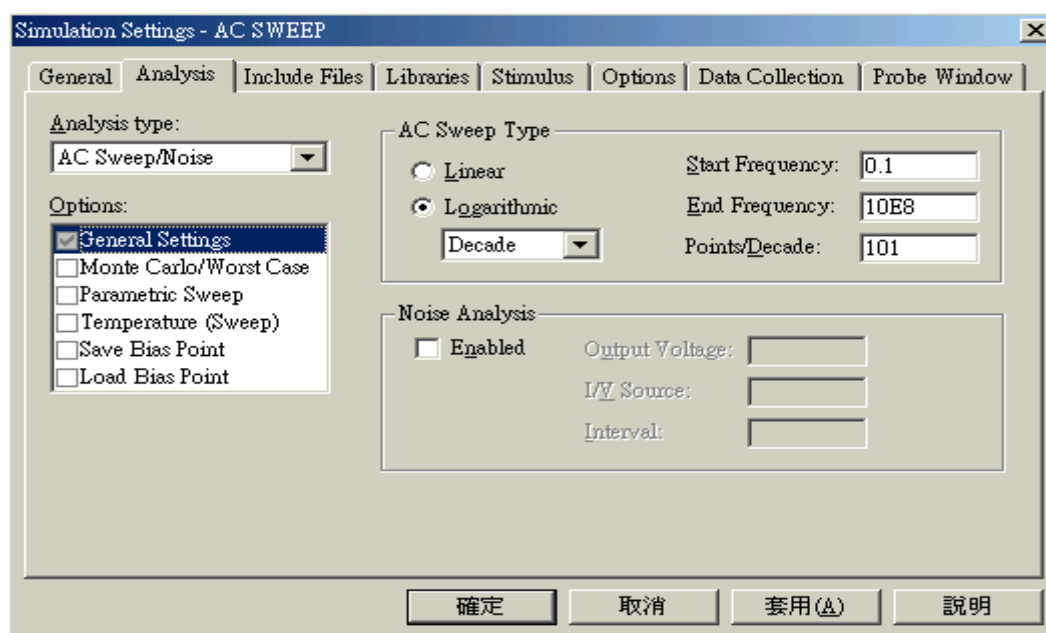 Simulation Settings - AC SWEEP
General Analysis Include Files Libraries Stimulus Options Data Collection Probe Window
Analysis type:
AC Sweep/Noise
Options:
General Settings
Monte Carlo/Worst Case
Parametric Sweep
Temperature (Sweep)
Save Bias Point
Load Bias Point
AC Sweep Type
Linear
Logarithmic
Decade
Start Frequency: 0.1
End Frequency: 10E8
Points/Decade: 101
Noise Analysis
Enabled
Output Voltage:
I/V Source:
Interval:
確定 取消 套用(A) 說明